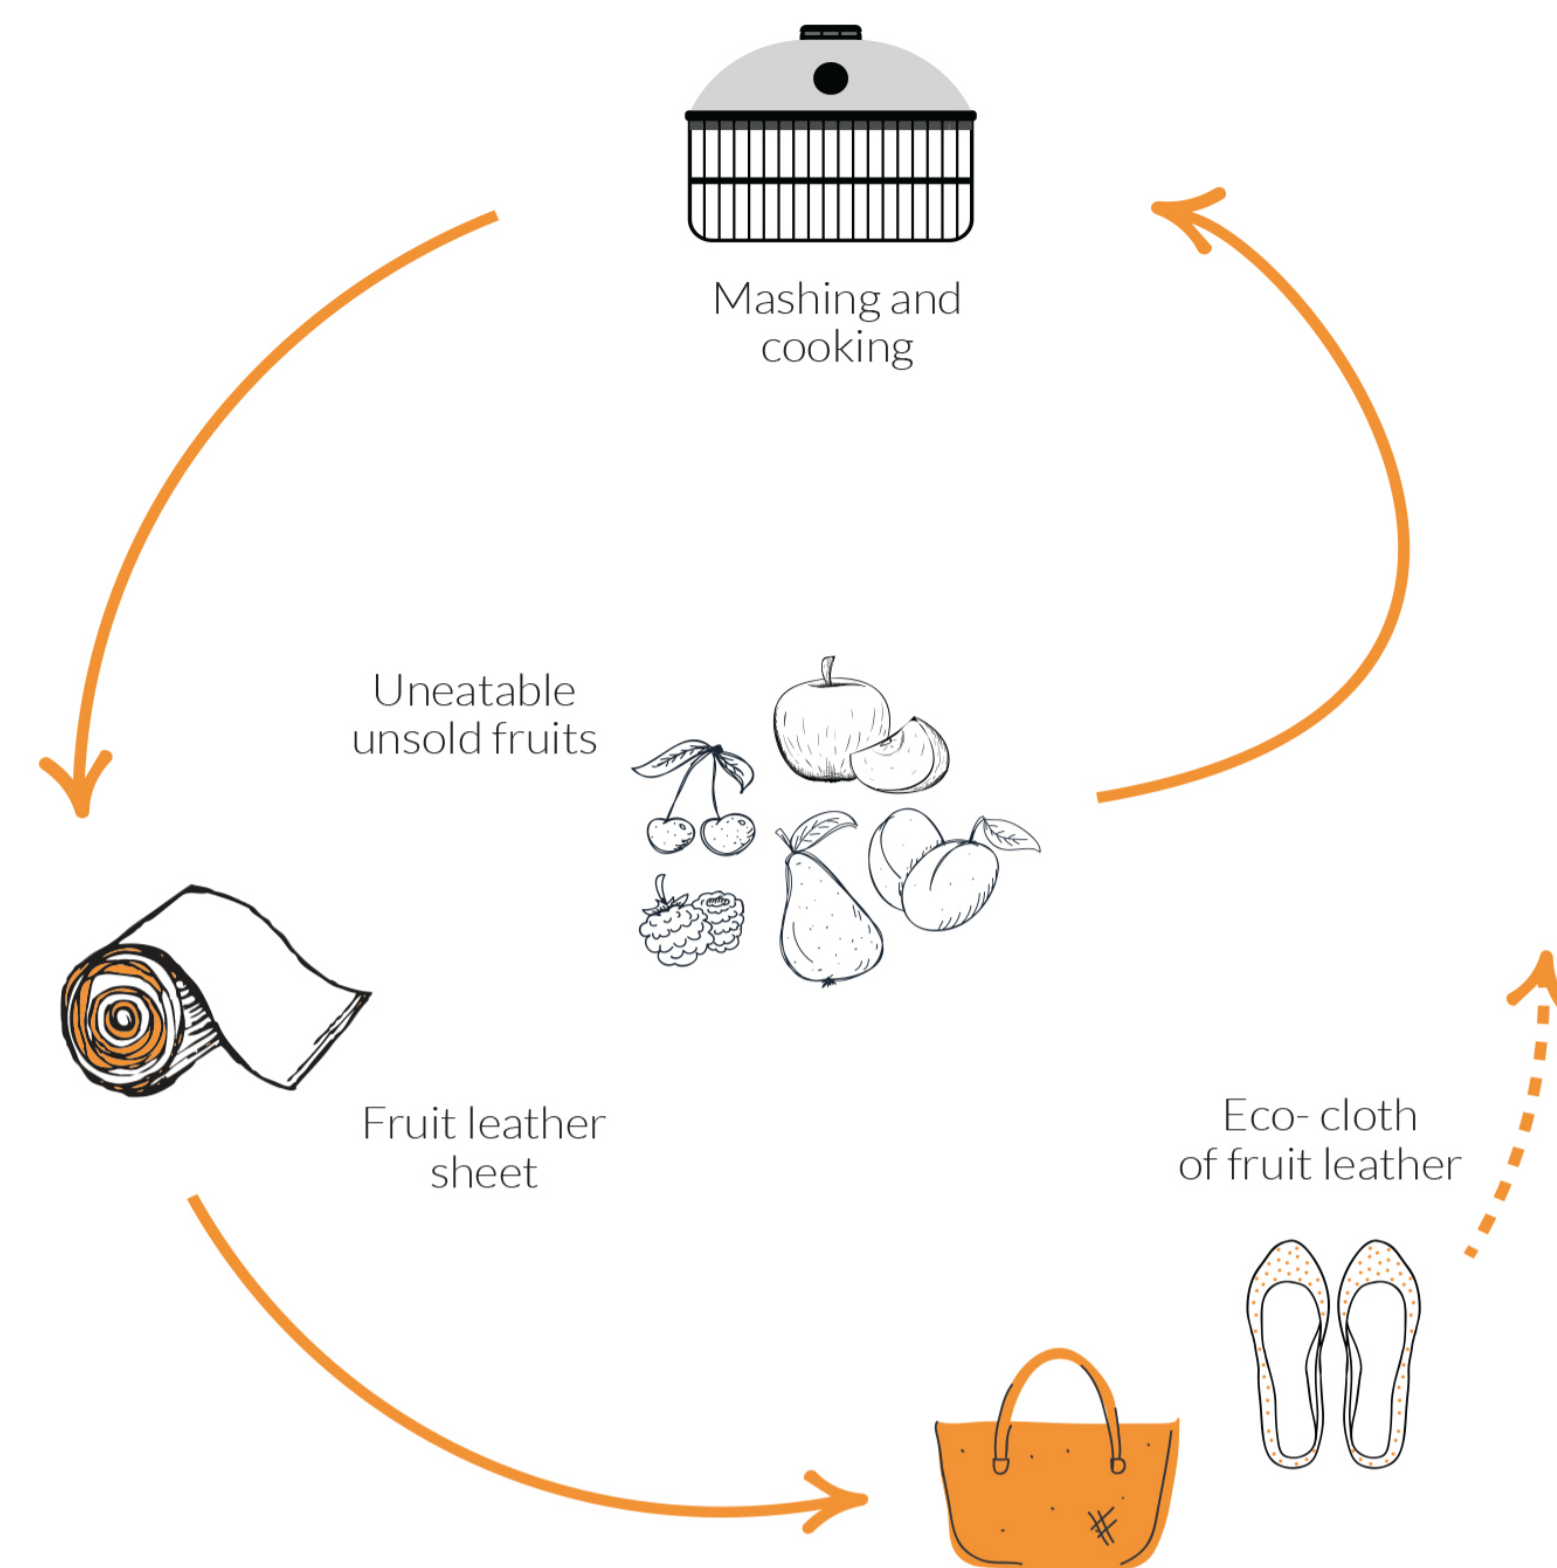 Mashing and
cooking
Uneatable
unsold fruits
Fruit leather
sheet
Eco- cloth
of fruit leather